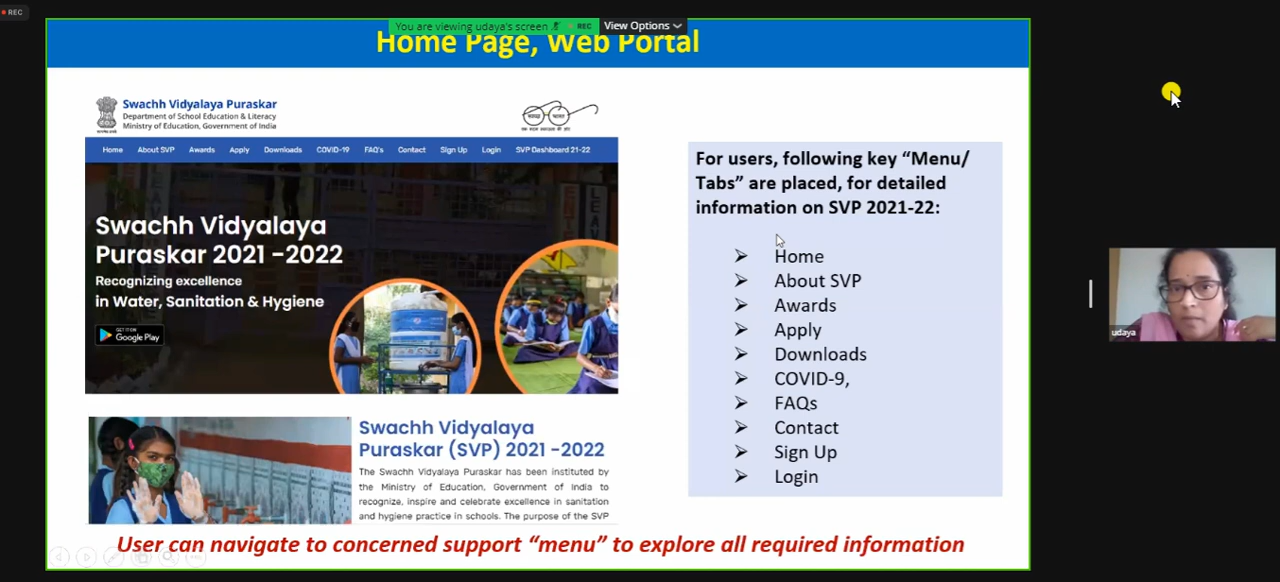 REC
You are viewing udaya's screen
REC
View Options
Home Page, Web Portal
Swachh Vidyalaya Puraskar
Department of School Education & Literacy
Ministry of Education, Government of India
Home About SVP Awards Apply Downloads COVID-19 FAQ's Contact Sign Up Login SVP Dashboard 21-22
Swachh Vidyalaya
Puraskar 2021 -2022
Recognizing excellence
in Water, Sanitation & Hygiene
GET IT ON
Google Play
Swachh Vidyalaya
Puraskar (SVP) 2021 -2022
The Swachh Vidyalaya Puraskar has been instituted by
the Ministry of Education, Government of India to
recognize, inspire and celebrate excellence in sanitation
and hygiene practice in schools. The purpose of the SVP
For users, following key “Menu/
Tabs” are placed, for detailed
information on SVP 2021-22:
Home
About SVP
Awards
Apply
Downloads
COVID-9,
FAQs
Contact
Sign Up
Login
User can navigate to concerned support “menu” to explore all required information
udaya